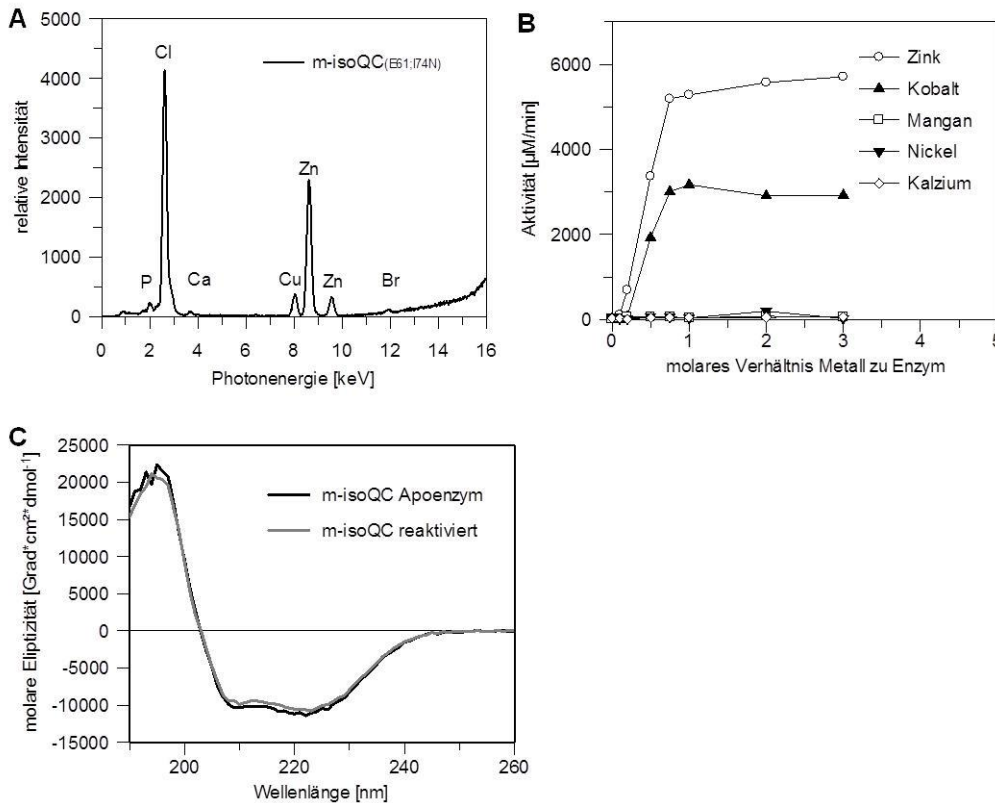 A
relative Intensität
5000
4000
3000
2000
1000
0
Cl
P
Ca
Cu
Zn
Zn
Br
m-isoQC(E61;I74N)
0 2 4 6 8 10 12 14 16
Photonenergie [keV]
B
Aktivität [µM/min]
6000
4000
2000
0
Zink
Kobalt
Mangan
Nickel
Kalzium
0 1 2 3 4 5
molares Verhältnis Metall zu Enzym
C
molare Eliptizität [Grad*cm²*dmol-1]
25000
20000
15000
10000
5000
0
-5000
-10000
-15000
m-isoQC Apoenzym
m-isoQC reaktiviert
200 220 240 260
Wellenlänge [nm]